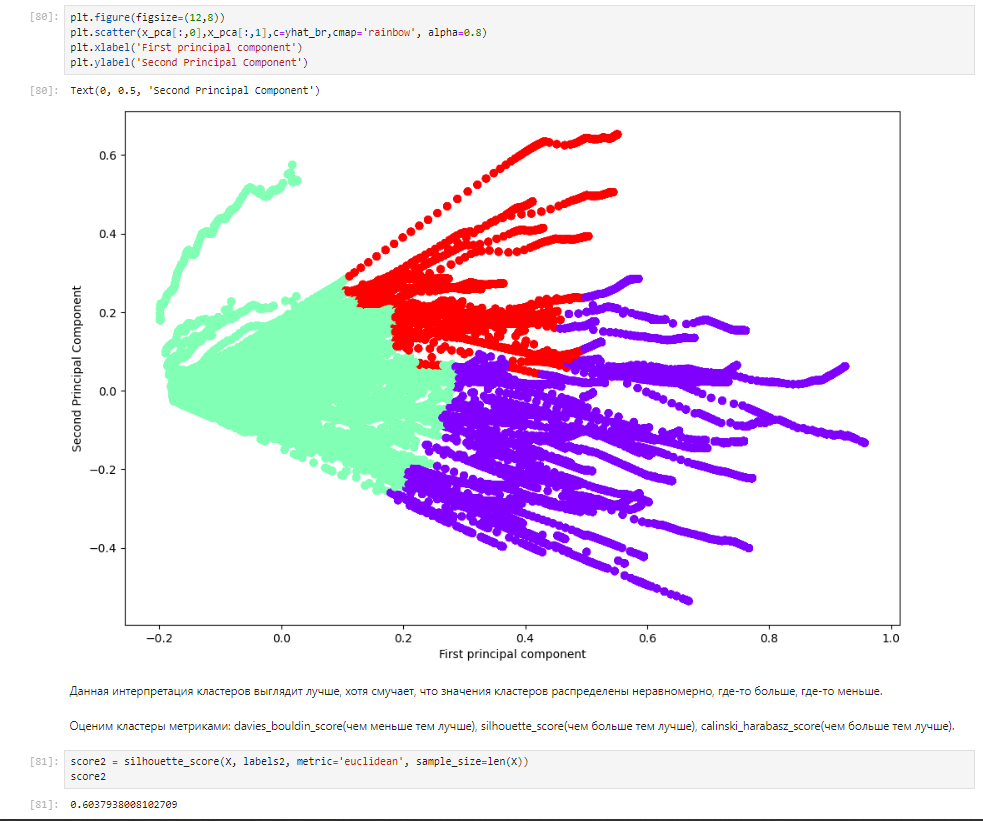 [80]: plt.figure(figsize=(12,8))
plt.scatter(x_pca[:,0],x_pca[:,1],c=yhat_br,cmap='rainbow', alpha=0.8)
plt.xlabel('First principal component')
plt.ylabel('Second Principal Component')
[80]: Text(0, 0.5, 'Second Principal Component')
0.6
0.4
0.2
0.0
−0.2
−0.4
Second Principal Component
−0.2 0.0 0.2 0.4 0.6 0.8 1.0
First principal component
Данная интерпретация кластеров выглядит лучше, хотя смучает, что значения кластеров распределены неравномерно, где-то больше, где-то меньше.
Оценим кластеры метриками: davies_bouldin_score(чем меньше тем лучше), silhouette_score(чем больше тем лучше), calinski_harabasz_score(чем больше тем лучше).
[81]: score2 = silhouette_score(X, labels2, metric='euclidean', sample_size=len(X))
score2
[81]: 0.6037938008102709